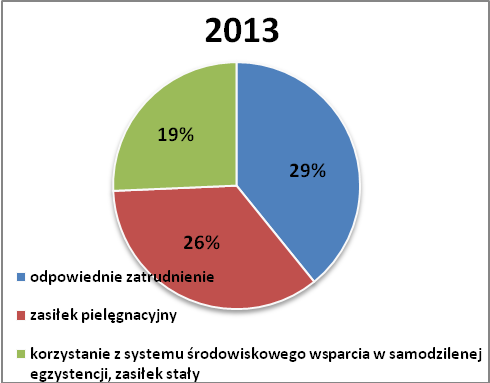 2013
19%
29%
26%
odpowiednie zatrudnienie
zasiłek pielęgnacyjny
korzystanie z systemu środowiskowego wsparcia w samodzilenej
egzystencji, zasiłek stały